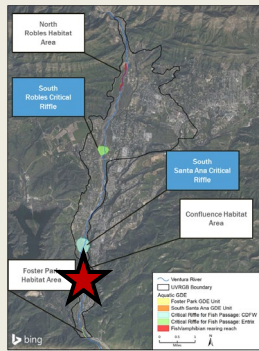 North
Robles Habitat
Area
South
Robles Critical
Riffle
South
Santa Ana Critical
Riffle
Confluence Habitat
Area
Foster
Habitat Area
Ventura River
UVRGB Boundary
Aquatic GDE
Foster Park GDE Unit
South Santa Ana GDE Unit
Critical Riffle for Fish Passage: CDFW
Critical Riffle for Fish Passage: Entrix
Fish/amphibian rearing reach
0
Miles
N
bing